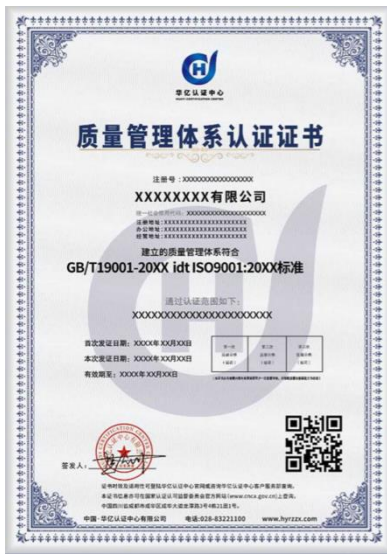 华亿认证中心
质量管理体系认证证书
注册号：XXXXXXXXXXXXXXXXXX
XXXXXXXX有限公司
统一社会信用代码：XXXXXXXXXXXXXXXXXXXX
注册地址：XXXXXXXXXXXXXXXXXXXX
办公地址：XXXXXXXXXXXXXXXXXXXX
经营地址：XXXXXXXXXXXXXXXXXXXX
建立的质量管理体系符合
GB/T19001-20XX idt ISO9001:20XX标准
通过认证范围如下：
XXXXXXXXXXXXXXXXXXXXXXX
首次发证日期：XXXX年XX月XX日
本次发证日期：XXXX年XX月XX日
有效期至：XXXX年XX月XX日
签发人：
中国·华亿认证中心有限公司 电话:028-83221100 www.hyrzzx.com